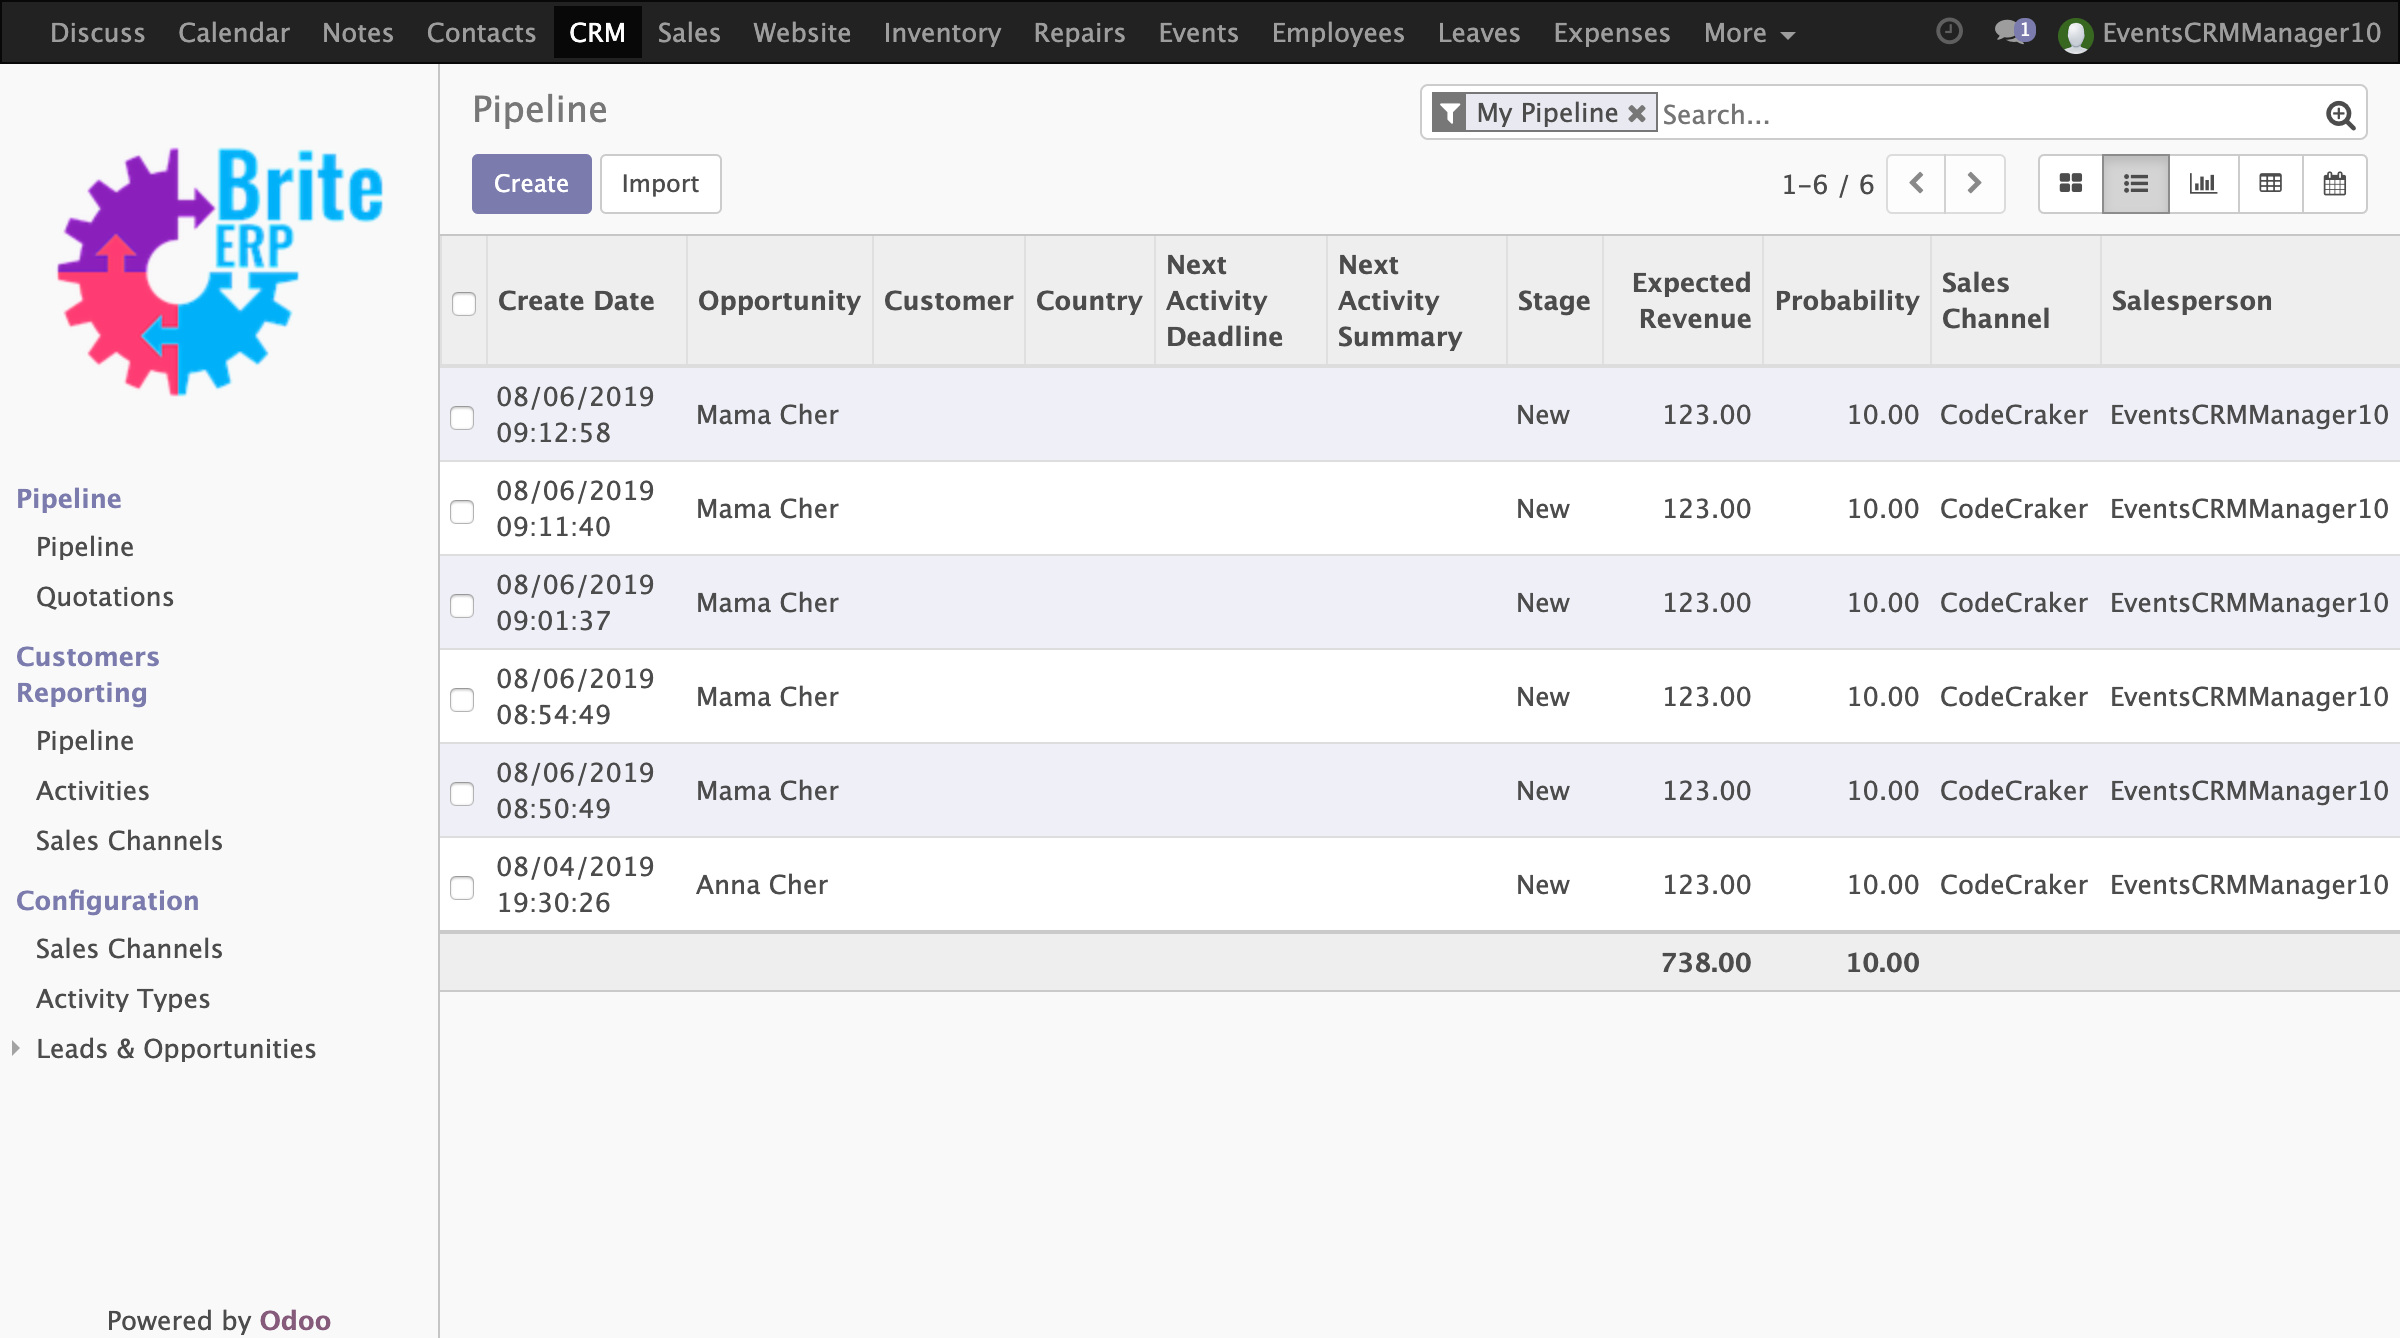 Discuss Calendar Notes Contacts CRM Sales Website Inventory Repairs Events Employees Leaves Expenses More 1 EventsCRMManager10
Brite
ERP
Pipeline
Pipeline
Quotations
Customers
Reporting
Pipeline
Activities
Sales Channels
Configuration
Sales Channels
Activity Types
Leads & Opportunities
Powered by Odoo
Pipeline
My Pipeline Search...
Create Import 1-6 / 6
Create Date Opportunity Customer Country Next Activity Deadline Next Activity Summary Stage Expected Revenue Probability Sales Channel Salesperson
08/06/2019 09:12:58 Mama Cher New 123.00 10.00 CodeCraker EventsCRMManager10
08/06/2019 09:11:40 Mama Cher New 123.00 10.00 CodeCraker EventsCRMManager10
08/06/2019 09:01:37 Mama Cher New 123.00 10.00 CodeCraker EventsCRMManager10
08/06/2019 08:54:49 Mama Cher New 123.00 10.00 CodeCraker EventsCRMManager10
08/06/2019 08:50:49 Mama Cher New 123.00 10.00 CodeCraker EventsCRMManager10
08/04/2019 19:30:26 Anna Cher New 123.00 10.00 CodeCraker EventsCRMManager10
738.00 10.00